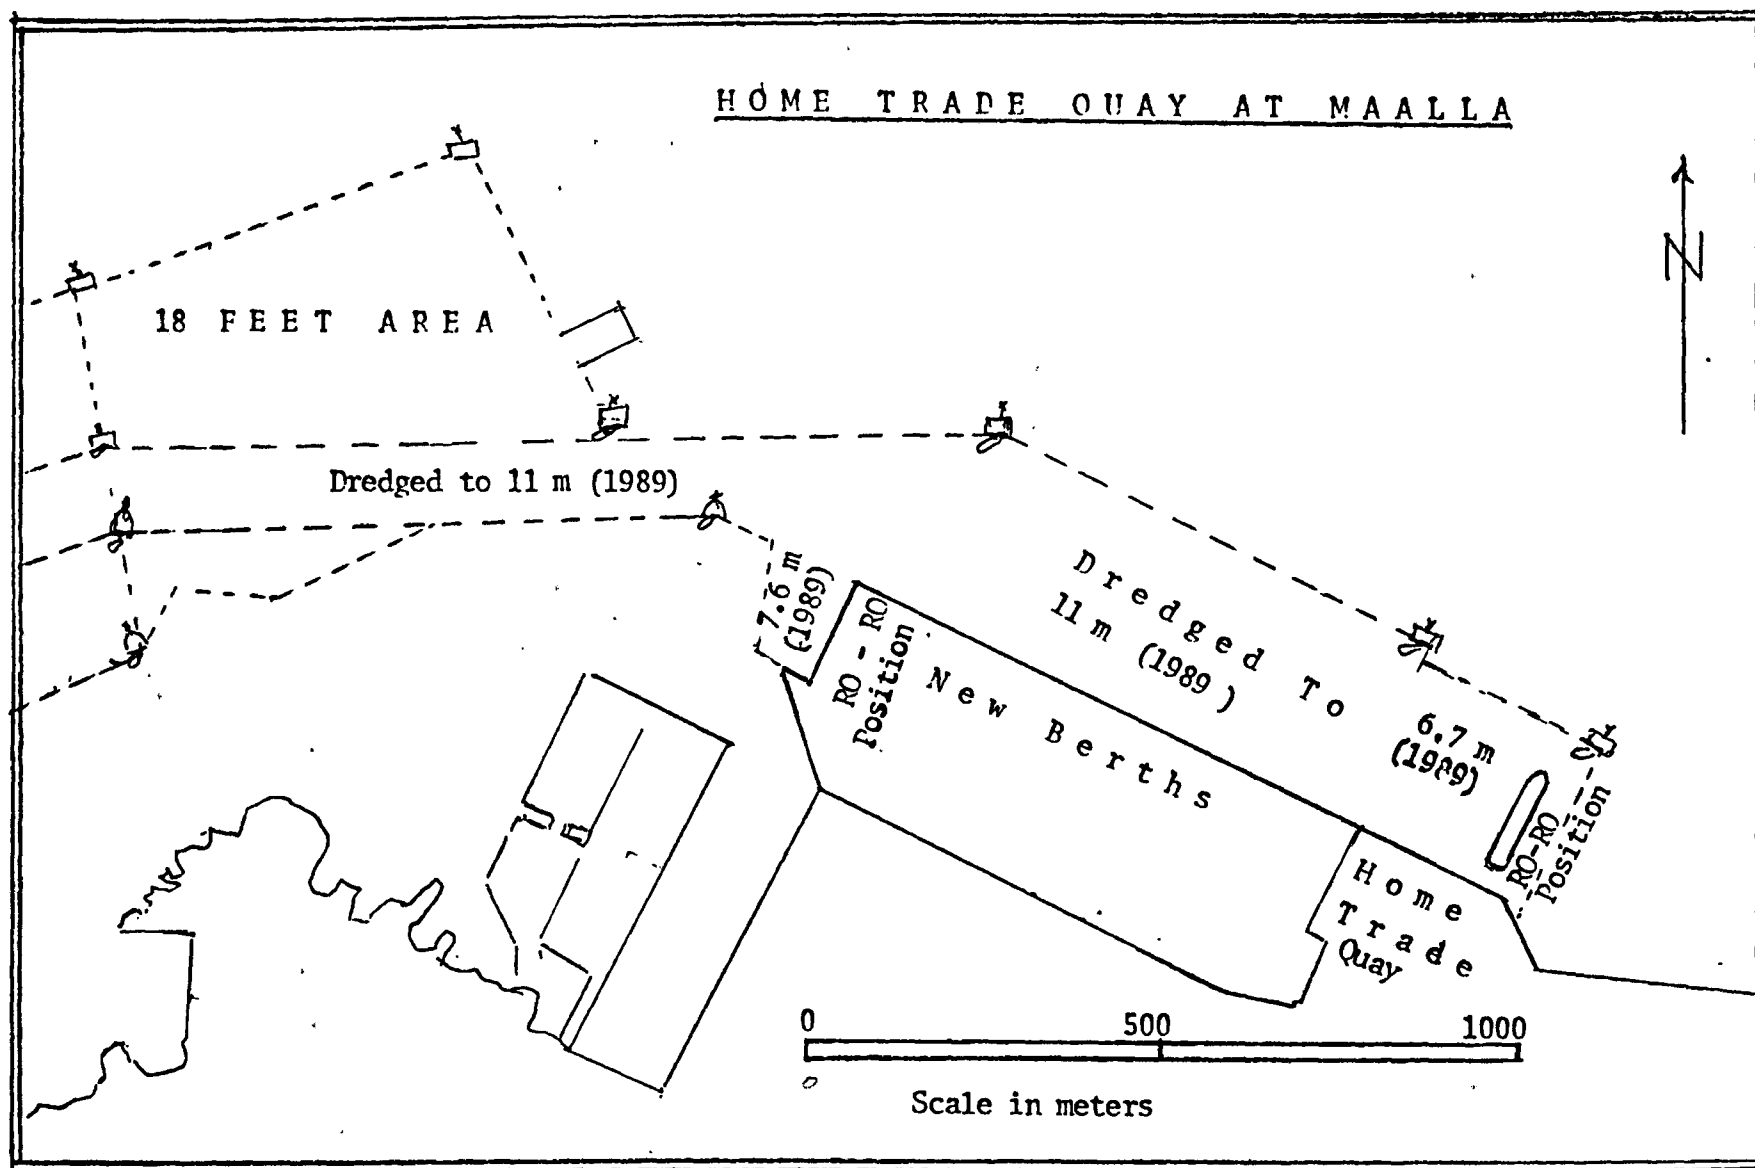 HOME TRADE QUAY AT MAALLA
N
18 FEET AREA
Dredged to 11 m (1989)
7.6 m
(1989)
RO - RO
Position
New Berths
Dredged To
11 m (1989)
6.7 m
(1989)
RO-RO
Position
Home
Trade
Quay
0 500 1000
Scale in meters